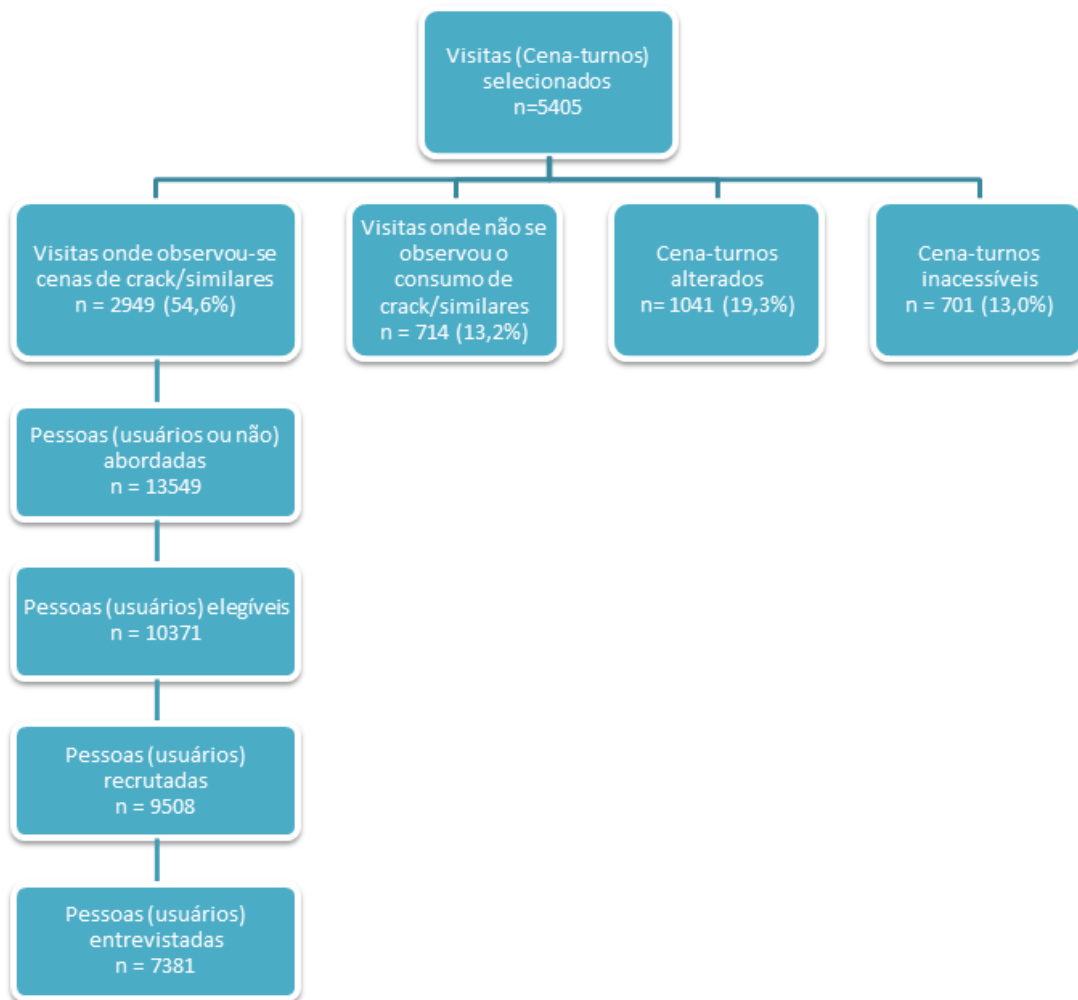 Visitas (Cena-turnos)
selecionados
n=5405
Visitas onde observou-se
cenas de crack/similares
n = 2949 (54,6%)
Visitas onde não se
observou o
consumo de
crack/similares
n = 714 (13,2%)
Cena-turnos
alterados
n= 1041 (19,3%)
Cena-turnos
inacessíveis
n = 701 (13,0%)
Pessoas (usuários ou não)
abordadas
n = 13549
Pessoas (usuários) elegíveis
n = 10371
Pessoas (usuários)
recrutadas
n = 9508
Pessoas (usuários)
entrevistadas
n = 7381